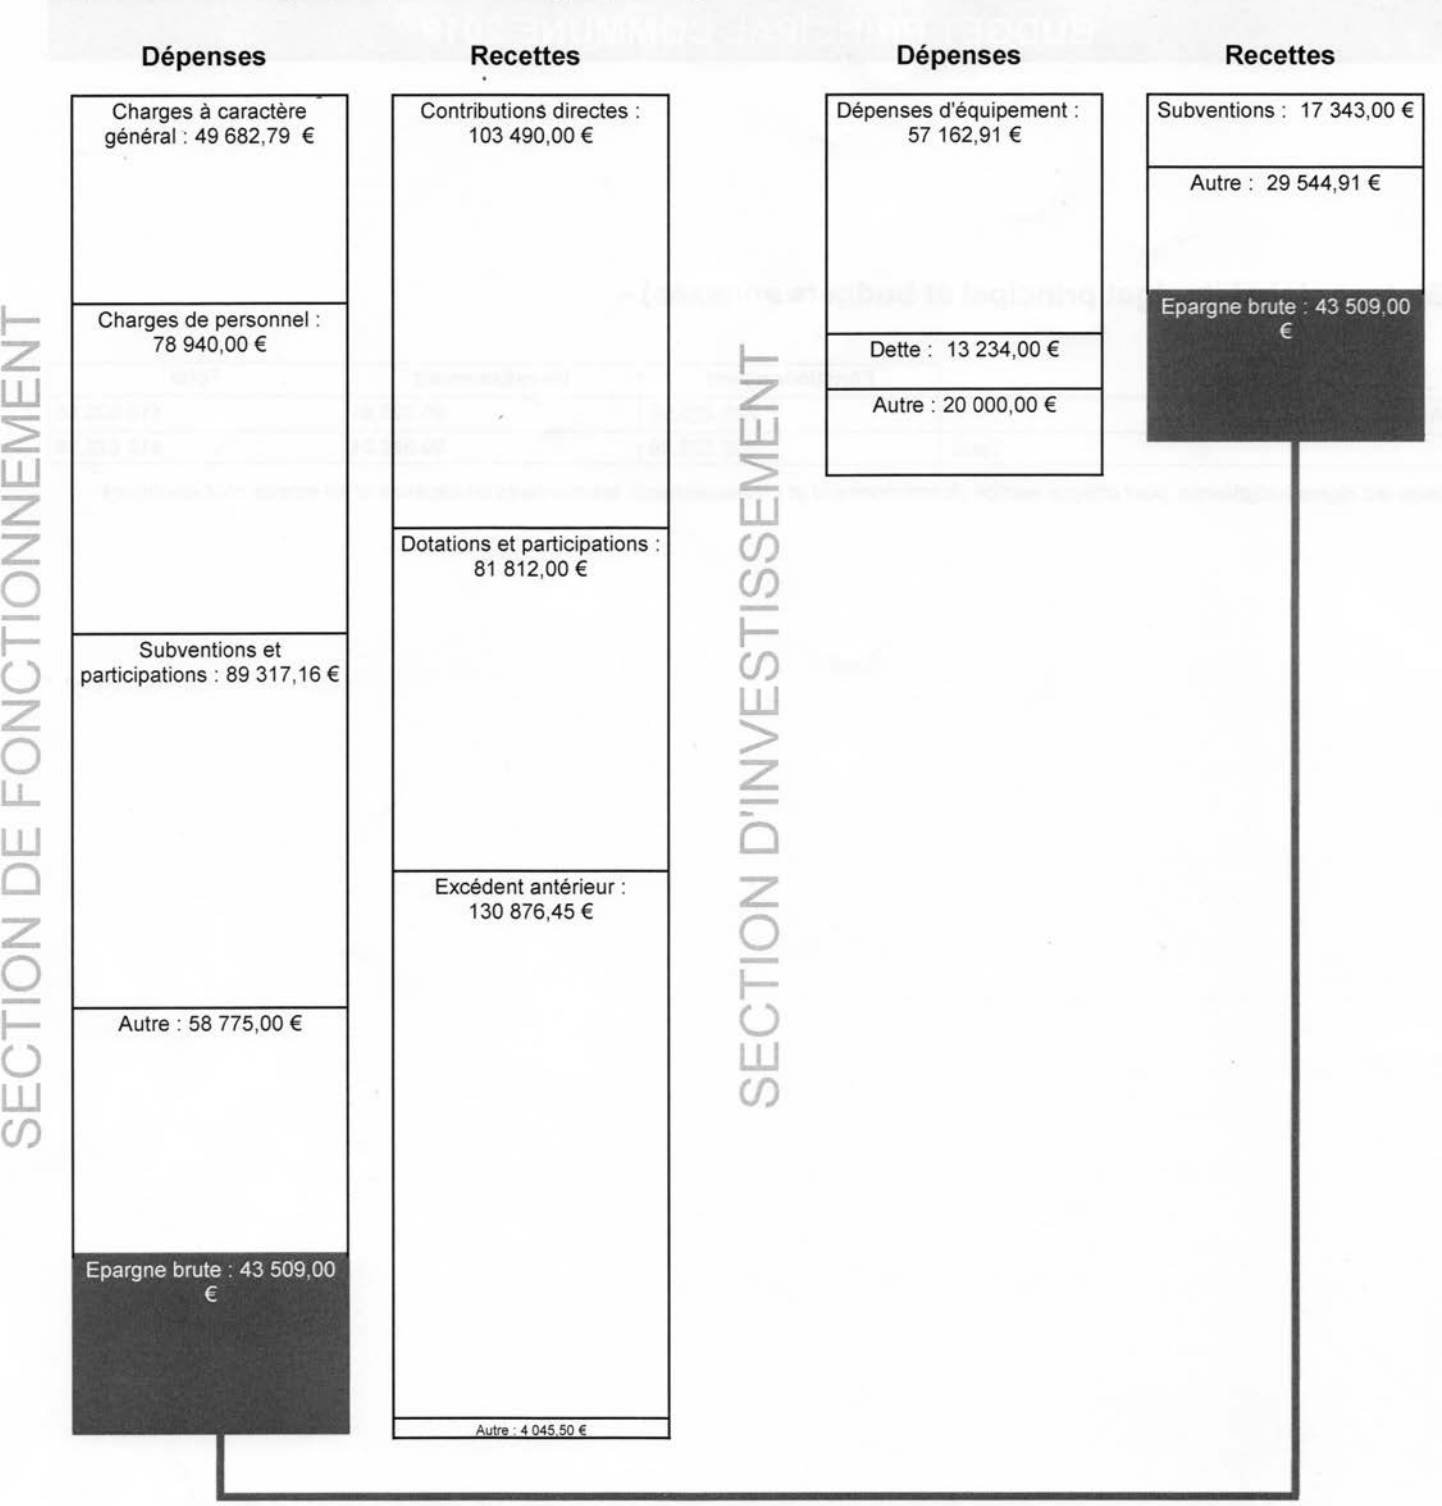 Dépenses
Recettes
Charges à caractère
général : 49 682,79 €
Charges de personnel :
78 940,00 €
Subventions et
participations : 89 317,16 €
Autre : 58 775,00 €
Epargne brute : 43 509,00
€
Contributions directes :
103 490,00 €
Dotations et participations :
81 812,00 €
Excédent antérieur :
130 876,45 €
Autre : 4 045,50 €
SECTION DE FONCTIONNEMENT
Dépenses
Recettes
Dépenses d'équipement :
57 162,91 €
Dette : 13 234,00 €
Autre : 20 000,00 €
Subventions : 17 343,00 €
Autre : 29 544,91 €
Epargne brute : 43 509,00
€
SECTION D'INVESTISSEMENT